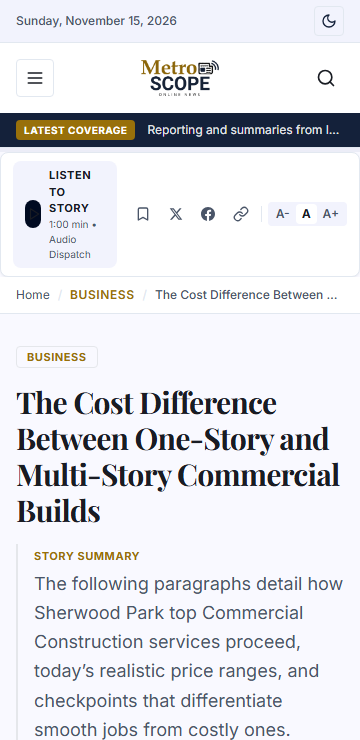 Sunday, November 15, 2026
Metro
SCOPE
ONLINE NEWS
LATEST COVERAGE Reporting and summaries from l...
LISTEN
TO
STORY
1:00 min •
Audio
Dispatch
A- A A+
Home / BUSINESS / The Cost Difference Between ...
BUSINESS
The Cost Difference
Between One-Story and
Multi-Story Commercial
Builds
STORY SUMMARY
The following paragraphs detail how
Sherwood Park top Commercial
Construction services proceed,
today's realistic price ranges, and
checkpoints that differentiate
smooth jobs from costly ones.